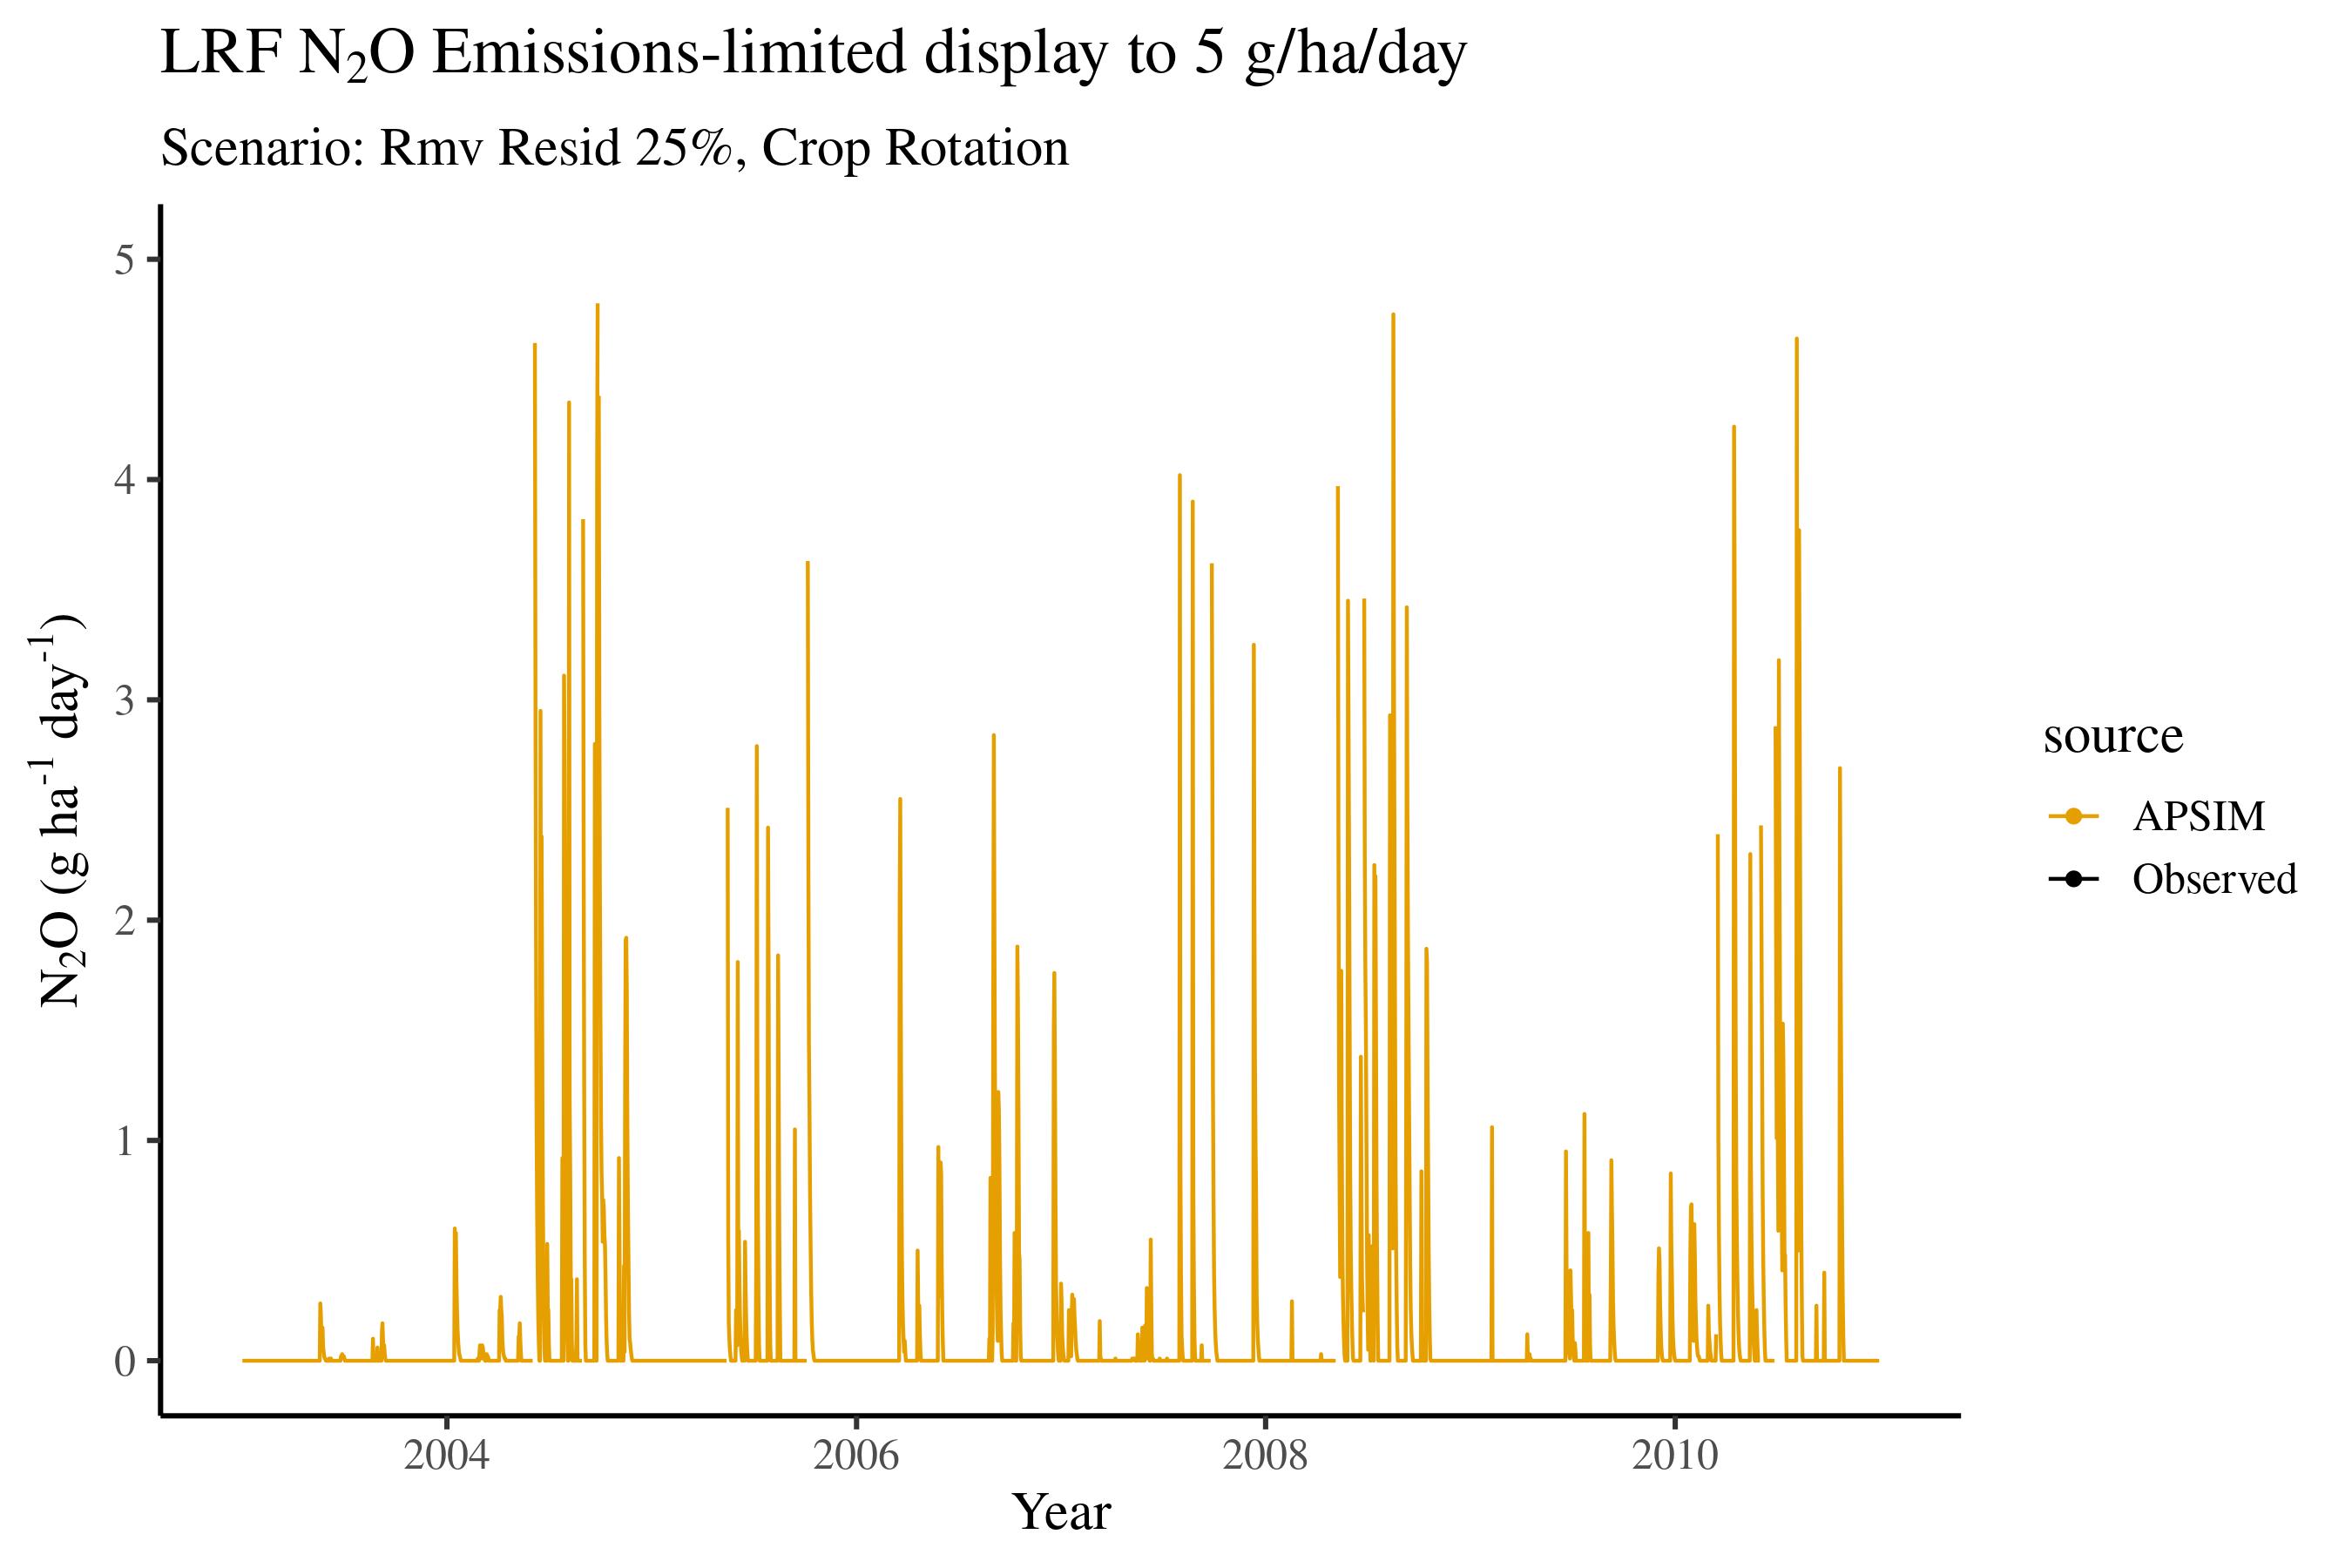 LRF N₂O Emissions-limited display to 5 g/ha/day
Scenario: Rmv Resid 25%, Crop Rotation
N₂O (g ha⁻¹ day⁻¹)
5
4
3
2
1
0
2004 2006 2008 2010
Year
source
APSIM
Observed